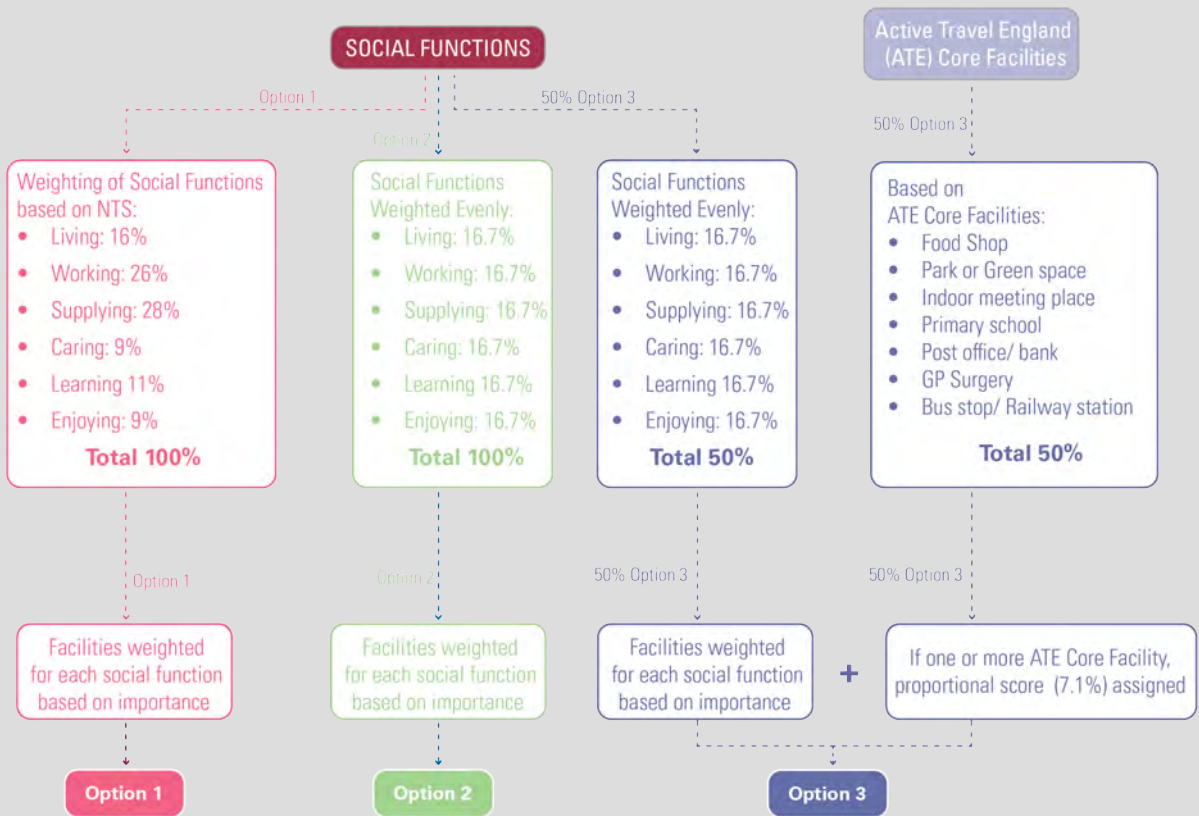 SOCIAL FUNCTIONS
Active Travel England
(ATE) Core Facilities
Option 1
50% Option 3
Option 2
50% Option 3
Weighting of Social Functions
based on NTS:
• Living: 16%
• Working: 26%
• Supplying: 28%
• Caring: 9%
• Learning 11%
• Enjoying: 9%
Total 100%
Social Functions
Weighted Evenly:
• Living: 16.7%
• Working: 16.7%
• Supplying: 16.7%
• Caring: 16.7%
• Learning 16.7%
• Enjoying: 16.7%
Total 100%
Social Functions
Weighted Evenly:
• Living: 16.7%
• Working: 16.7%
• Supplying: 16.7%
• Caring: 16.7%
• Learning 16.7%
• Enjoying: 16.7%
Total 50%
Based on
ATE Core Facilities:
• Food Shop
• Park or Green space
• Indoor meeting place
• Primary school
• Post office/ bank
• GP Surgery
• Bus stop/ Railway station
Total 50%
Option 1
Option 2
50% Option 3
50% Option 3
Facilities weighted
for each social function
based on importance
Facilities weighted
for each social function
based on importance
Facilities weighted
for each social function
based on importance
+
If one or more ATE Core Facility,
proportional score (7.1%) assigned
Option 1
Option 2
Option 3